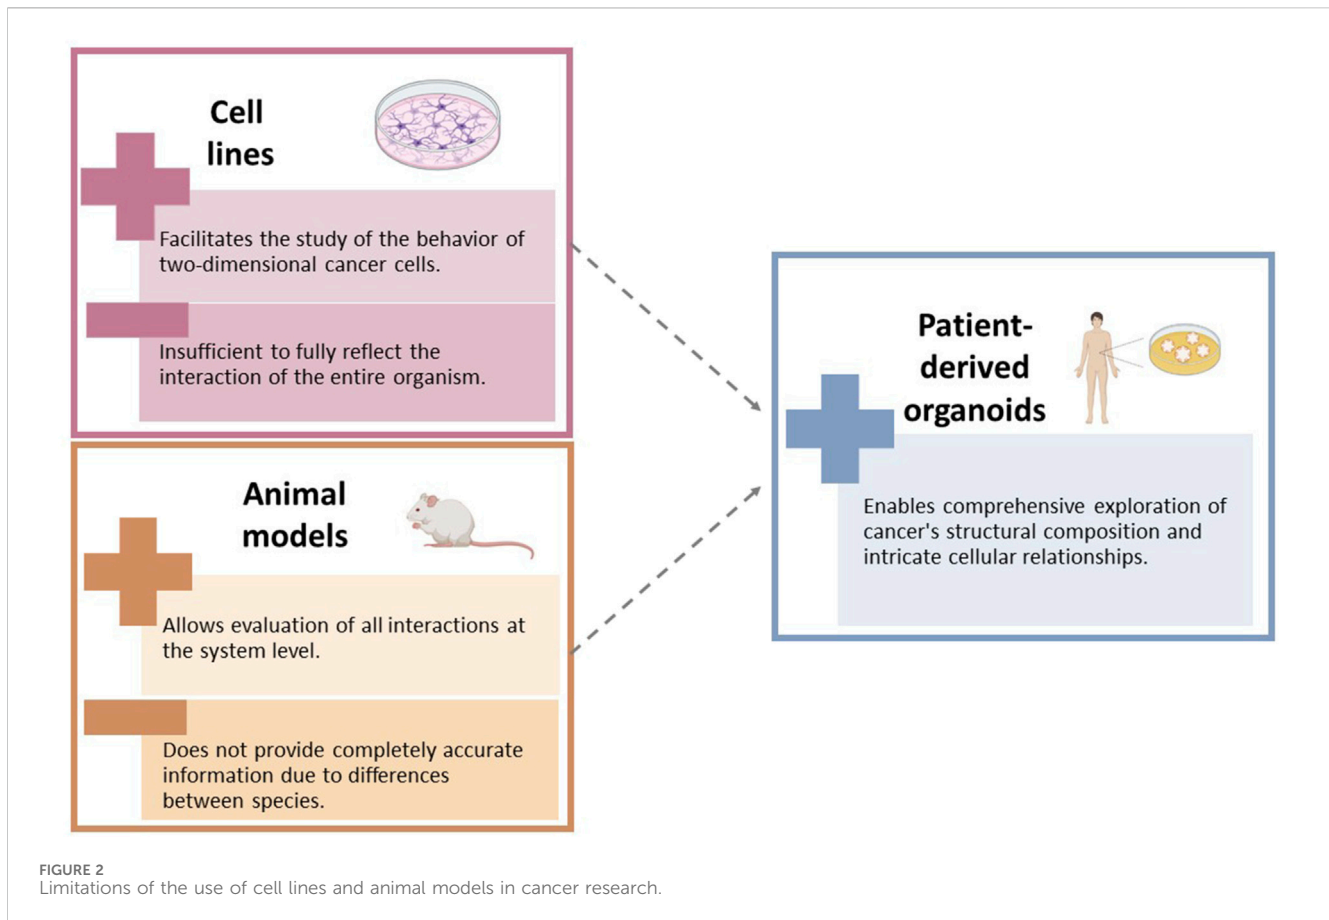 Cell
lines
Facilitates the study of the behavior of
two-dimensional cancer cells.
Insufficient to fully reflect the
interaction of the entire organism.
Animal
models
Allows evaluation of all interactions at
the system level.
Does not provide completely accurate
information due to differences
between species.
Patient-
derived
organoids
Enables comprehensive exploration of
cancer's structural composition and
intricate cellular relationships.
FIGURE 2
Limitations of the use of cell lines and animal models in cancer research.